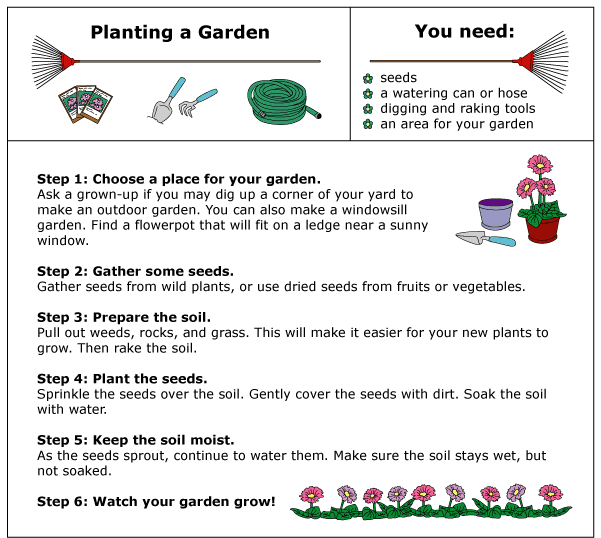 Planting a Garden
You need:
seeds
a watering can or hose
digging and raking tools
an area for your garden
Step 1: Choose a place for your garden.
Ask a grown-up if you may dig up a corner of your yard to
make an outdoor garden. You can also make a windowsill
garden. Find a flowerpot that will fit on a ledge near a sunny
window.
Step 2: Gather some seeds.
Gather seeds from wild plants, or use dried seeds from fruits or vegetables.
Step 3: Prepare the soil.
Pull out weeds, rocks, and grass. This will make it easier for your new plants to
grow. Then rake the soil.
Step 4: Plant the seeds.
Sprinkle the seeds over the soil. Gently cover the seeds with dirt. Soak the soil
with water.
Step 5: Keep the soil moist.
As the seeds sprout, continue to water them. Make sure the soil stays wet, but
not soaked.
Step 6: Watch your garden grow!